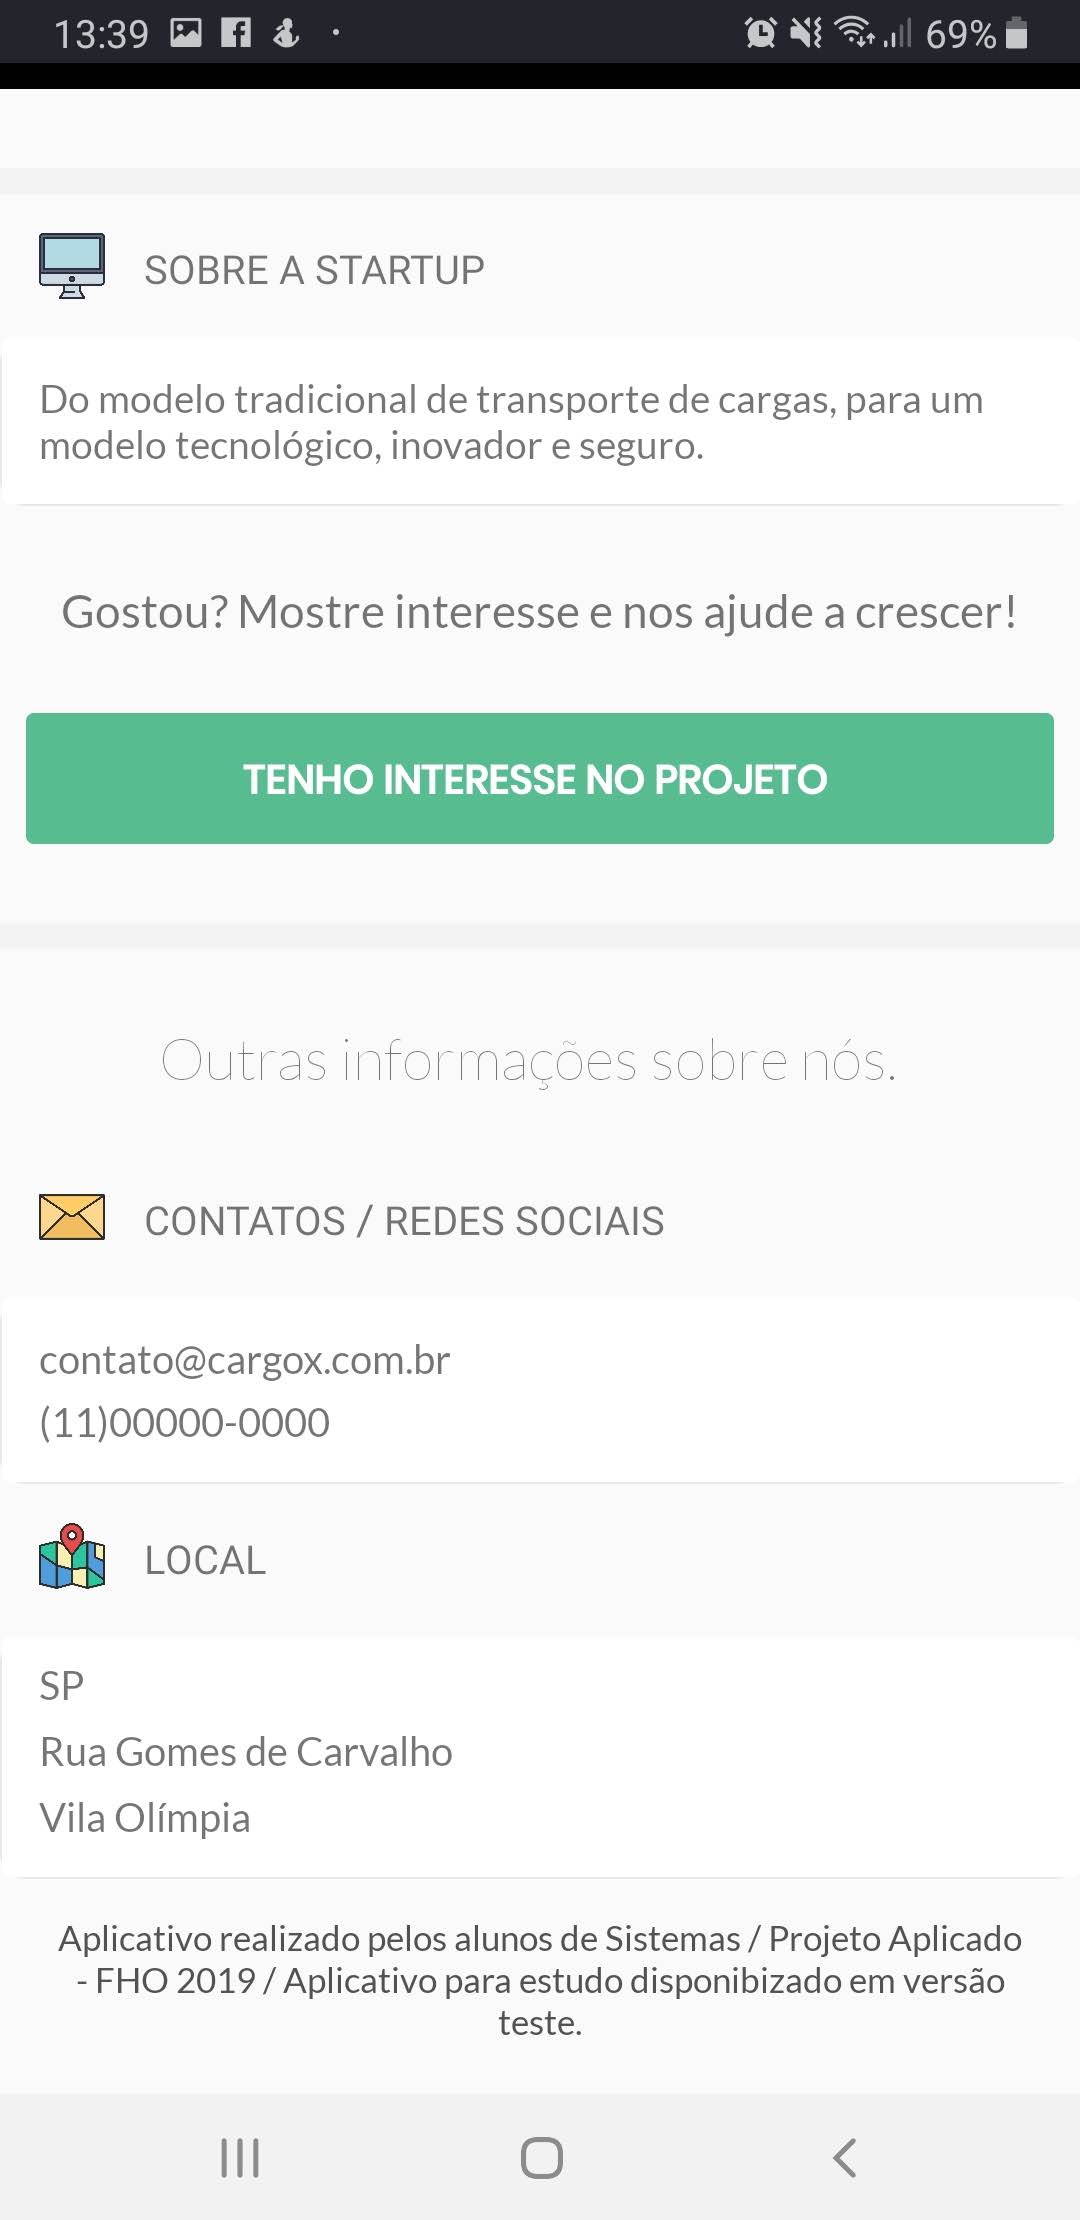 13:39
69%
SOBRE A STARTUP
Do modelo tradicional de transporte de cargas, para um
modelo tecnológico, inovador e seguro.
Gostou? Mostre interesse e nos ajude a crescer!
TENHO INTERESSE NO PROJETO
Outras informações sobre nós.
CONTATOS / REDES SOCIAIS
contato@cargox.com.br
(11)00000-0000
LOCAL
SP
Rua Gomes de Carvalho
Vila Olímpia
Aplicativo realizado pelos alunos de Sistemas / Projeto Aplicado
- FHO 2019 / Aplicativo para estudo disponibizado em versão
teste.